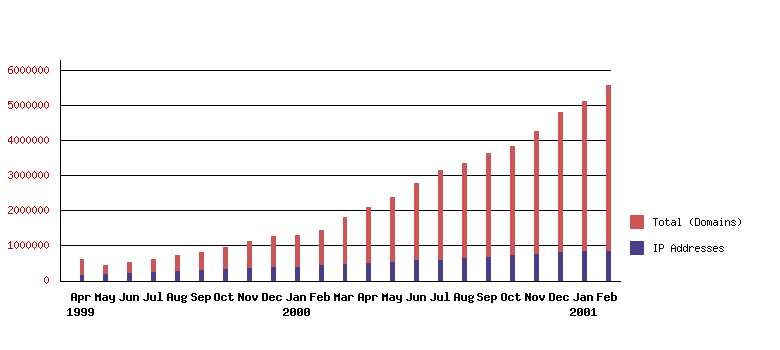 6000000
5000000
4000000
3000000
2000000
1000000
0
Total (Domains)
IP Addresses
Apr May Jun Jul Aug Sep Oct Nov Dec Jan Feb Mar Apr May Jun Jul Aug Sep Oct Nov Dec Jan Feb
1999 2000 2001